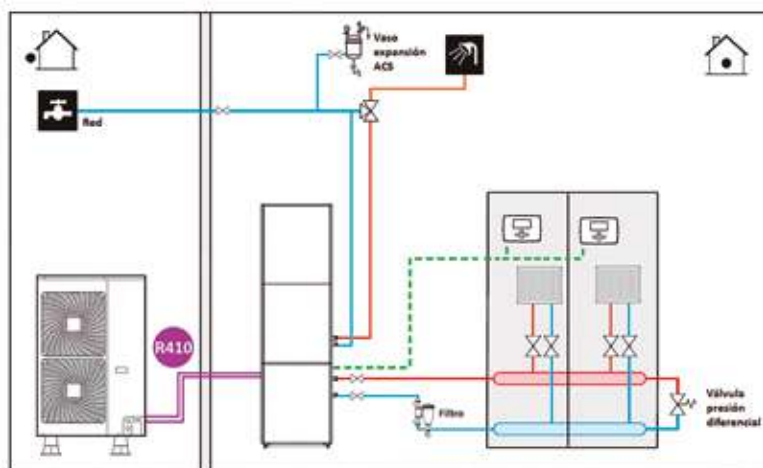 Vaso
expansión
ACS
Red
R410
Filtro
Válvula
presión
diferencial